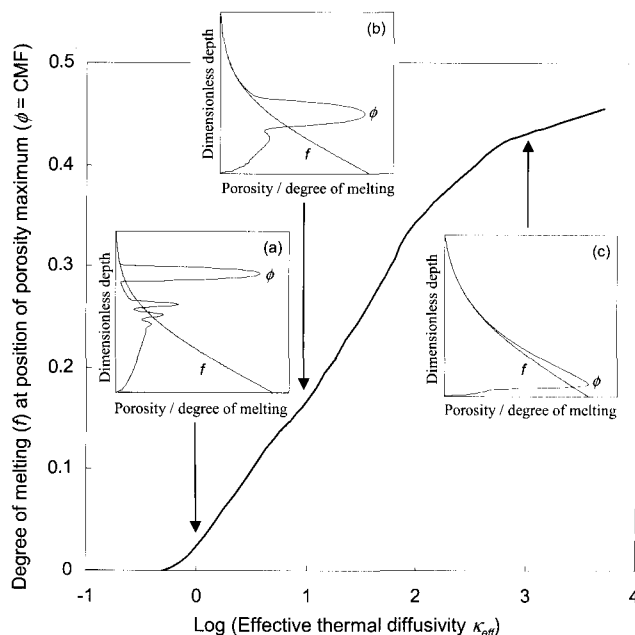 Degree of melting (f) at position of porosity maximum (ϕ = CMF)
0.5
0.4
0.3
0.2
0.1
0
-1
0
1
2
3
4
Log (Effective thermal diffusivity κeff)
(b)
Dimensionless depth
ϕ
f
Porosity / degree of melting
(a)
Dimensionless depth
ϕ
f
Porosity / degree of melting
(c)
Dimensionless depth
f
ϕ
Porosity / degree of melting